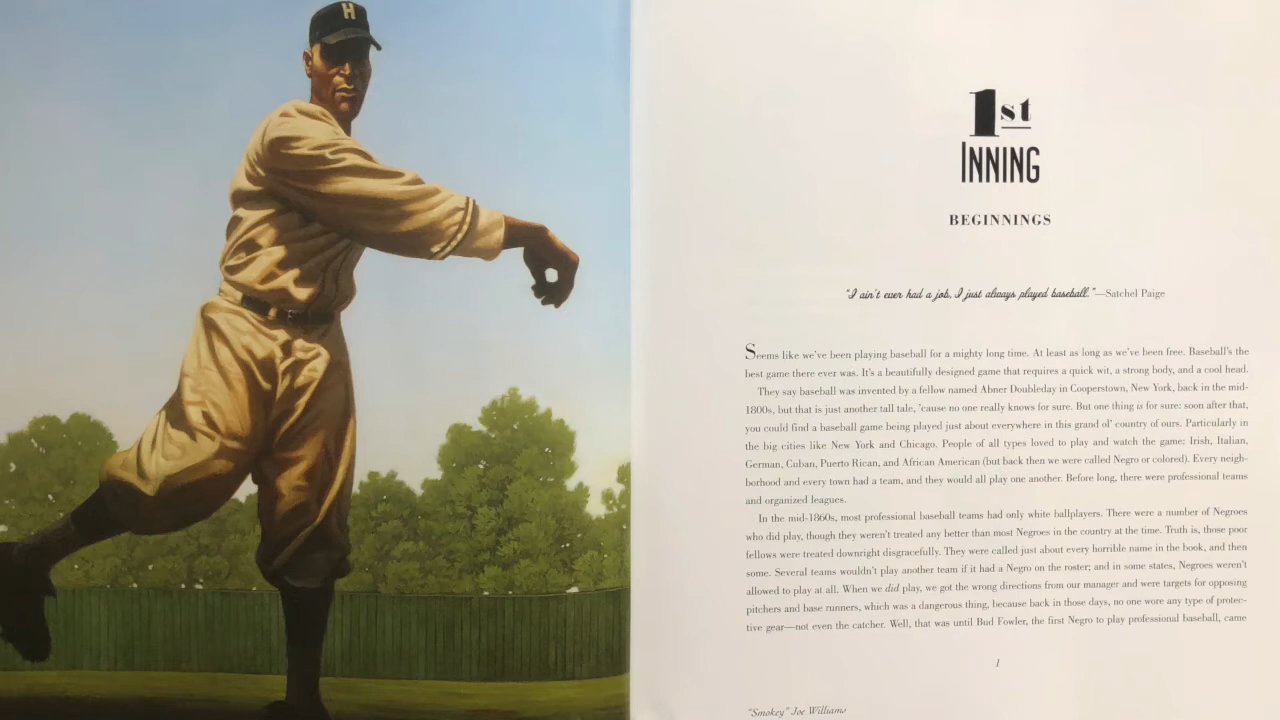 H
1st
INNING
BEGINNINGS
"I ain't ever had a job, I just always played baseball."—Satchel Paige
Seems like we've been playing baseball for a mighty long time. At least as long as we've been free. Baseball's the
best game there ever was. It's a beautifully designed game that requires a quick wit, a strong body, and a cool head.
They say baseball was invented by a fellow named Abner Doubleday in Cooperstown, New York, back in the mid-
1800s, but that is just another tall tale, 'cause no one really knows for sure. But one thing is for sure: soon after that,
you could find a baseball game being played just about everywhere in this grand ol' country of ours. Particularly in
the big cities like New York and Chicago. People of all types loved to play and watch the game: Irish, Italian,
German, Cuban, Puerto Rican, and African American (but back then we were called Negro or colored). Every neigh-
borhood and every town had a team, and they would all play one another. Before long, there were professional teams
and organized leagues.
In the mid-1860s, most professional baseball teams had only white ballplayers. There were a number of Negroes
who did play, though they weren't treated any better than most Negroes in the country at the time. Truth is, those poor
fellows were treated downright disgracefully. They were called just about every horrible name in the book, and then
some. Several teams wouldn't play another team if it had a Negro on the roster; and in some states, Negroes weren't
allowed to play at all. When we did play, we got the wrong directions from our manager and were targets for opposing
pitchers and base runners, which was a dangerous thing, because back in those days, no one wore any type of protec-
tive gear—not even the catcher. Well, that was until Bud Fowler, the first Negro to play professional baseball, came
1
"Smokey" Joe Williams